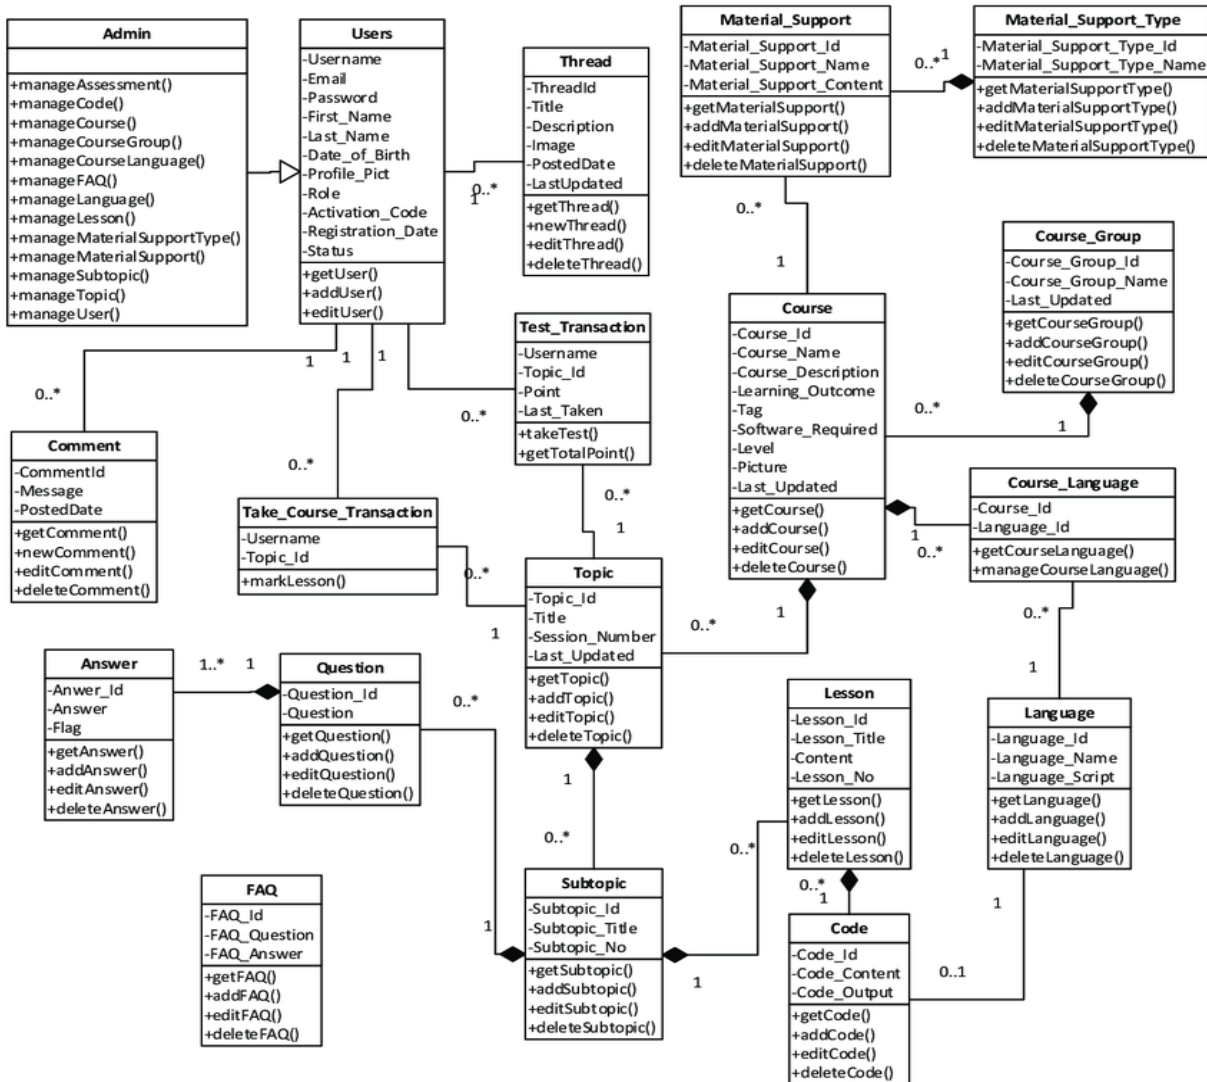 Admin
+manageAssessment()
+manageCode()
+manageCourse()
+manageCourseGroup()
+manageCourseLanguage()
+manageFAQ()
+manageLanguage()
+manageLesson()
+manageMaterialSupportType()
+manageMaterialSupport()
+manageSubtopic()
+manageTopic()
+manageUser()
Users
-Username
-Email
-Password
-First_Name
-Last_Name
-Date_of_Birth
-Profile_Pict
-Role
-Activation_Code
-Registration_Date
-Status
+getUser()
+addUser()
+editUser()
0..*
1
Thread
-ThreadId
-Title
-Description
-Image
-PostedDate
-LastUpdated
+getThread()
+newThread()
+editThread()
+deleteThread()
Material_Support
-Material_Support_Id
-Material_Support_Name
-Material_Support_Content
+getMaterialSupport()
+addMaterialSupport()
+editMaterialSupport()
+deleteMaterialSupport()
0..*
1
Material_Support_Type
-Material_Support_Type_Id
-Material_Support_Type_Name
+getMaterialSupportType()
+addMaterialSupportType()
+editMaterialSupportType()
+deleteMaterialSupportType()
0..*
1
Course_Group
-Course_Group_Id
-Course_Group_Name
-Last_Updated
+getCourseGroup()
+addCourseGroup()
+editCourseGroup()
+deleteCourseGroup()
0..*
1
Course
-Course_Id
-Course_Name
-Course_Description
-Learning_Outcome
-Tag
-Software_Required
-Level
-Picture
-Last_Updated
+getCourse()
+addCourse()
+editCourse()
+deleteCourse()
1
0..*
Course_Language
-Course_Id
-Language_Id
+getCourseLanguage()
+manageCourseLanguage()
0..*
1
Test_Transaction
-Username
-Topic_Id
-Point
-Last_Taken
+takeTest()
+getTotalPoint()
1
1
1
0..*
0..*
0..*
Comment
-CommentId
-Message
-PostedDate
+getComment()
+newComment()
+editComment()
+deleteComment()
Take_Course_Transaction
-Username
-Topic_Id
+markLesson()
0..*
1
0..*
1
Topic
-Topic_Id
-Title
-Session_Number
-Last_Updated
+getTopic()
+addTopic()
+editTopic()
+deleteTopic()
0..*
1
1
0..*
Answer
-Anwer_Id
-Answer
-Flag
+getAnswer()
+addAnswer()
+editAnswer()
+deleteAnswer()
1..*
1
Question
-Question_Id
-Question
+getQuestion()
+addQuestion()
+editQuestion()
+deleteQuestion()
0..*
1
Lesson
-Lesson_Id
-Lesson_Title
-Content
-Lesson_No
+getLesson()
+addLesson()
+editLesson()
+deleteLesson()
0..*
1
Language
-Language_Id
-Language_Name
-Language_Script
+getLanguage()
+addLanguage()
+editLanguage()
+deleteLanguage()
1
0..1
FAQ
-FAQ_Id
-FAQ_Question
-FAQ_Answer
+getFAQ()
+addFAQ()
+editFAQ()
+deleteFAQ()
Subtopic
-Subtopic_Id
-Subtopic_Title
-Subtopic_No
+getSubtopic()
+addSubtopic()
+editSubtopic()
+deleteSubtopic()
0..*
1
Code
-Code_Id
-Code_Content
-Code_Output
+getCode()
+addCode()
+editCode()
+deleteCode()